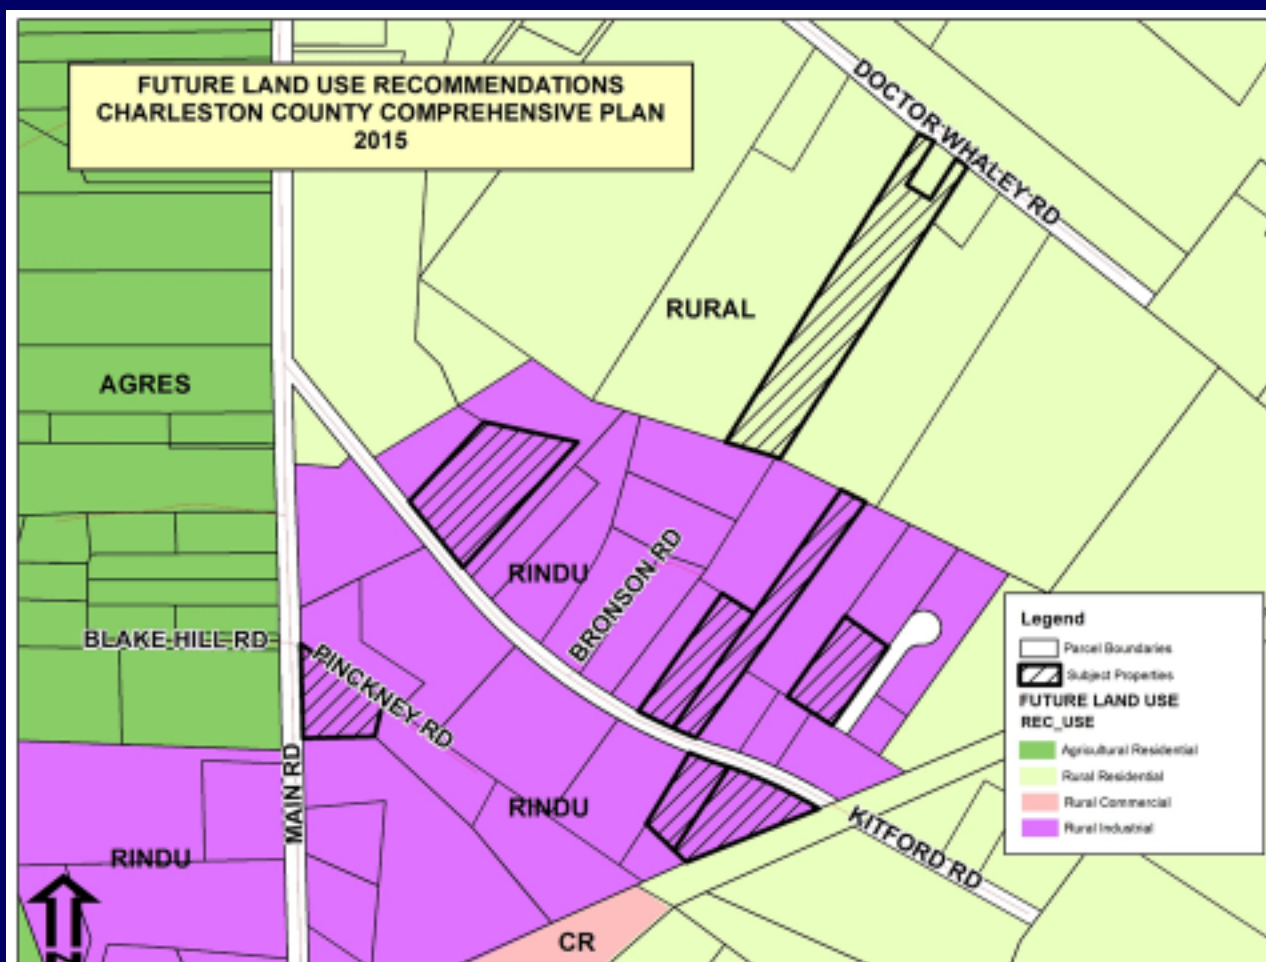 FUTURE LAND USE RECOMMENDATIONS
CHARLESTON COUNTY COMPREHENSIVE PLAN
2015
DOCTOR WHALEY RD
RURAL
AGRES
RINDU
BRONSON RD
BLAKE HILL RD
PINCKNEY RD
MAIN RD
RINDU
RINDU
KITFORD RD
CR
N
Legend
Parcel Boundaries
Subject Properties
FUTURE LAND USE
REC_USE
Agricultural Residential
Rural Residential
Rural Commercial
Rural Industrial